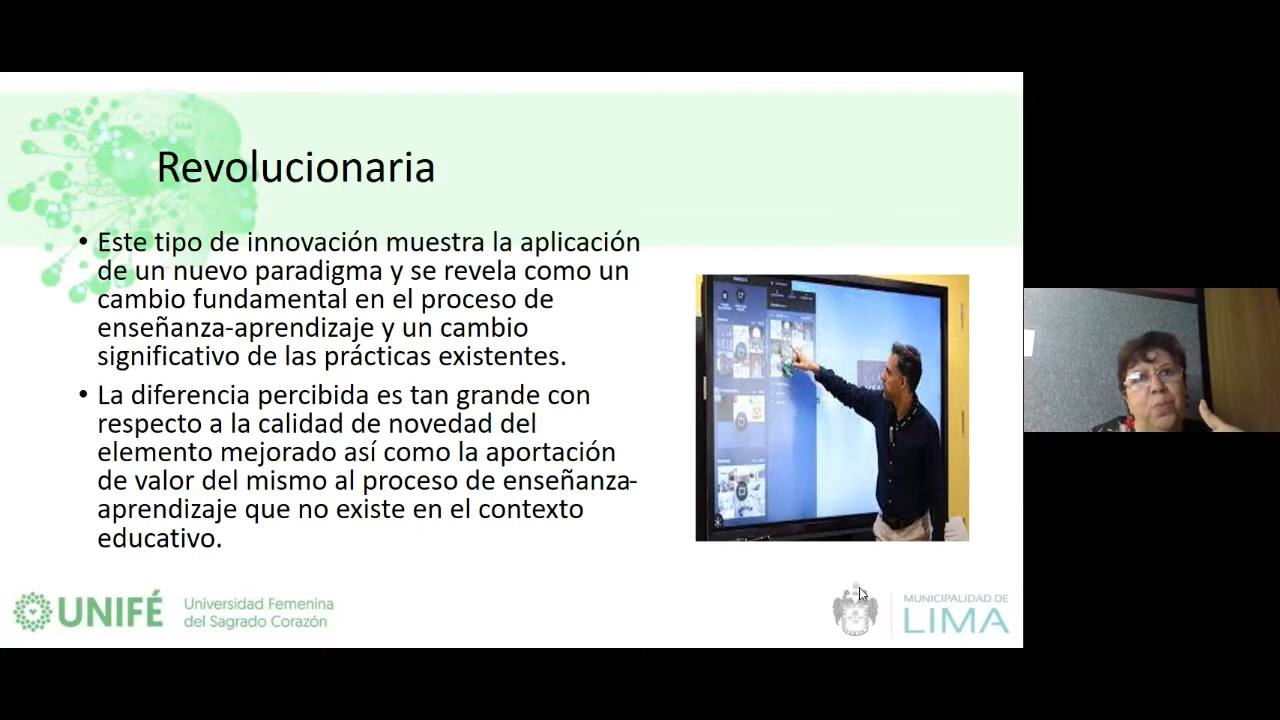 Revolucionaria
• Este tipo de innovación muestra la aplicación
de un nuevo paradigma y se revela como un
cambio fundamental en el proceso de
enseñanza-aprendizaje y un cambio
significativo de las prácticas existentes.
• La diferencia percibida es tan grande con
respecto a la calidad de novedad del
elemento mejorado así como la aportación
de valor del mismo al proceso de enseñanza-
aprendizaje que no existe en el contexto
educativo.
UNIFÉ
Universidad Femenina
del Sagrado Corazón
MUNICIPALIDAD DE
LIMA